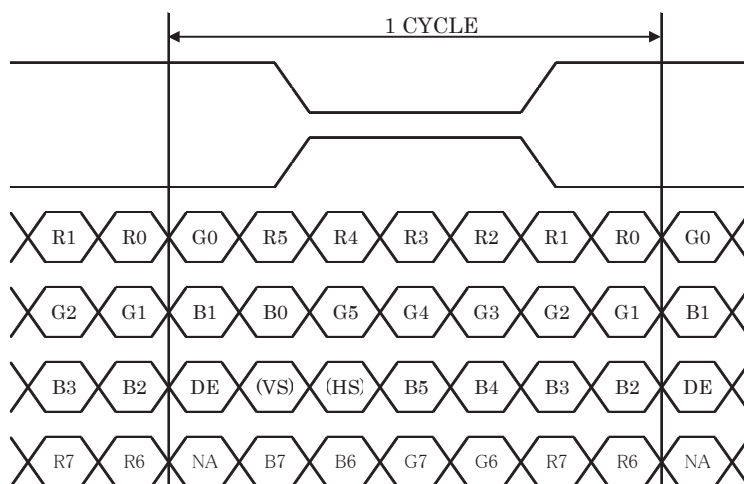 1 CYCLE
R1 R0 G0 R5 R4 R3 R2 R1 R0 G0
G2 G1 B1 B0 G5 G4 G3 G2 G1 B1
B3 B2 DE (VS) (HS) B5 B4 B3 B2 DE
R7 R6 NA B7 B6 G7 G6 R7 R6 NA